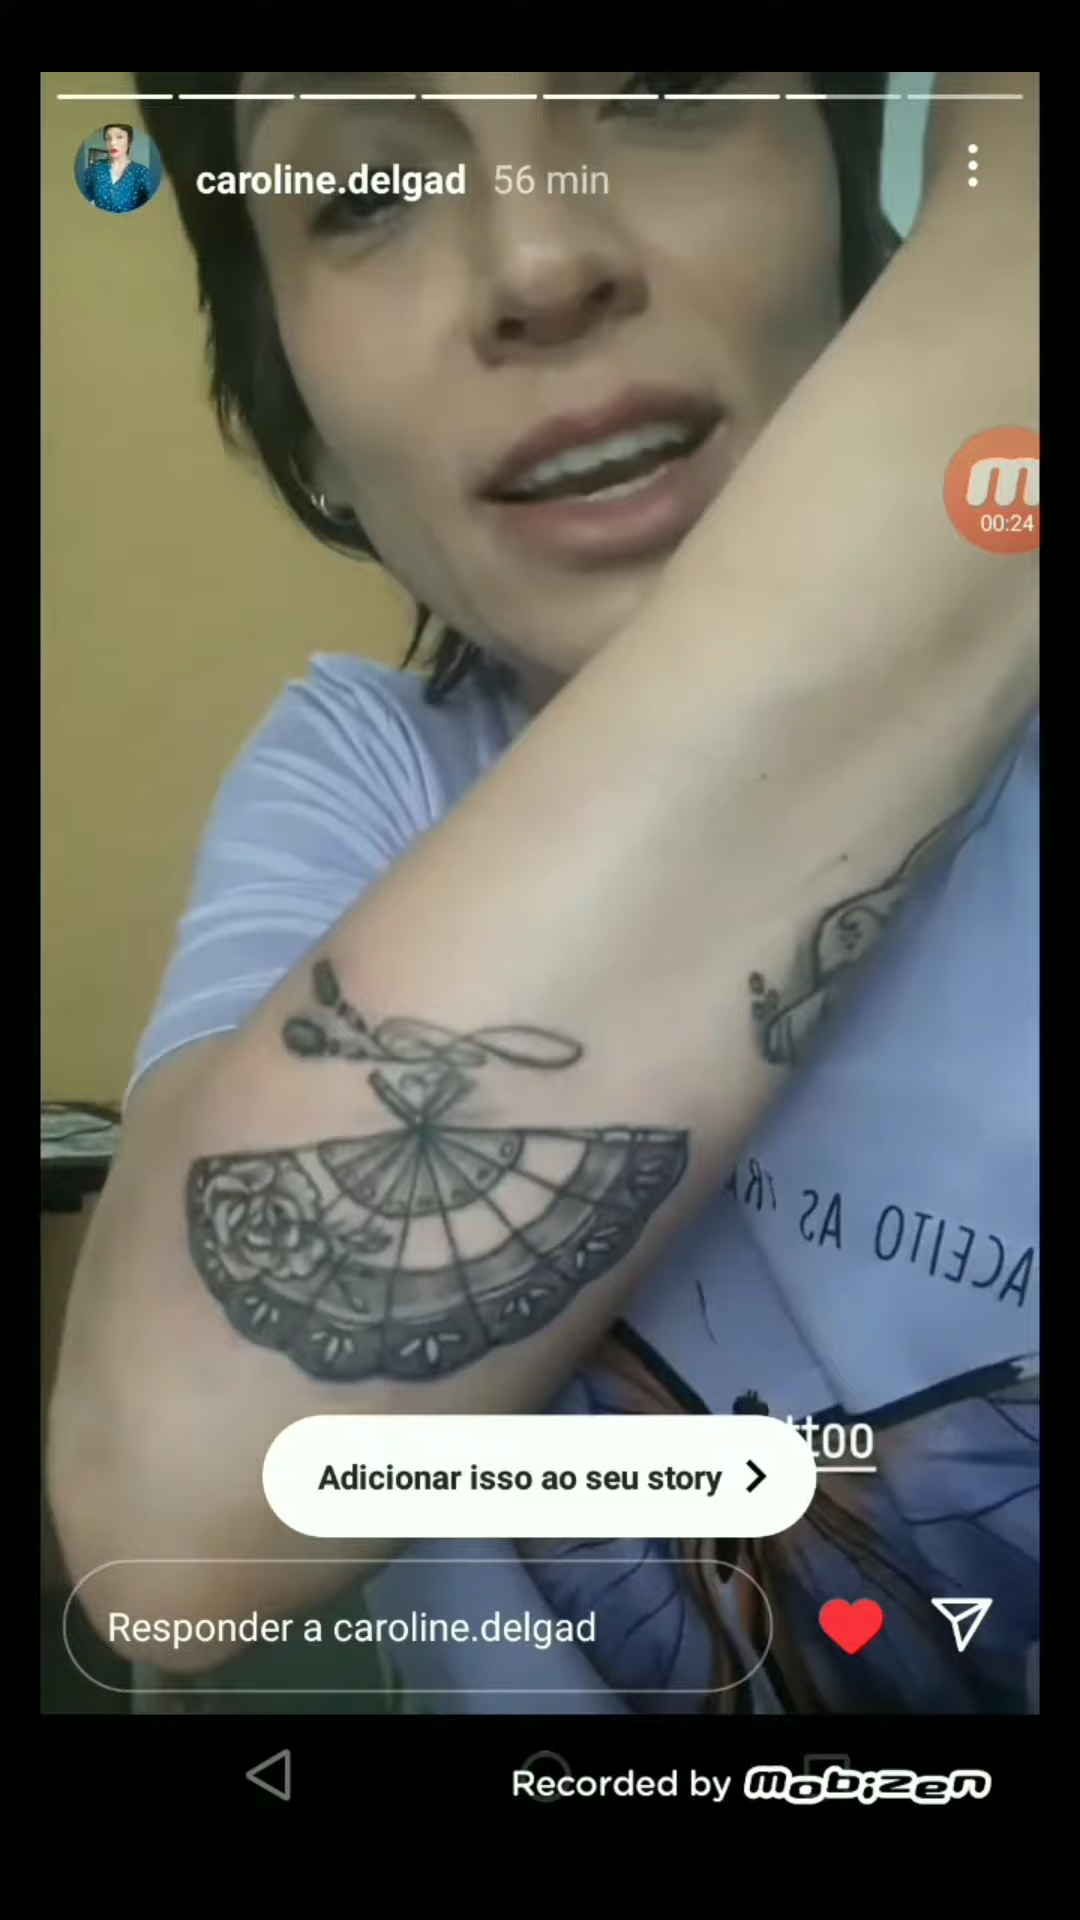 caroline.delgad 56 min
m
00:24
ACEITO AS
ttoo
Adicionar isso ao seu story
Responder a caroline.delgad
Recorded by mobizen